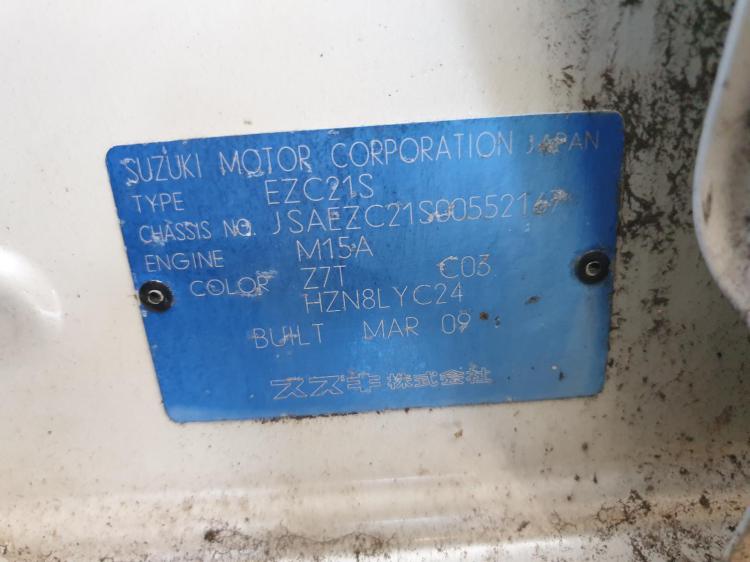 SUZUKI MOTOR CORPORATION JAPAN
TYPE EZC21S
CHASSIS NO. JSAEZC21S00552167
ENGINE M15A
COLOR Z7T C03
HZN8LYC24
BUILT MAR 09
スズキ株式会社